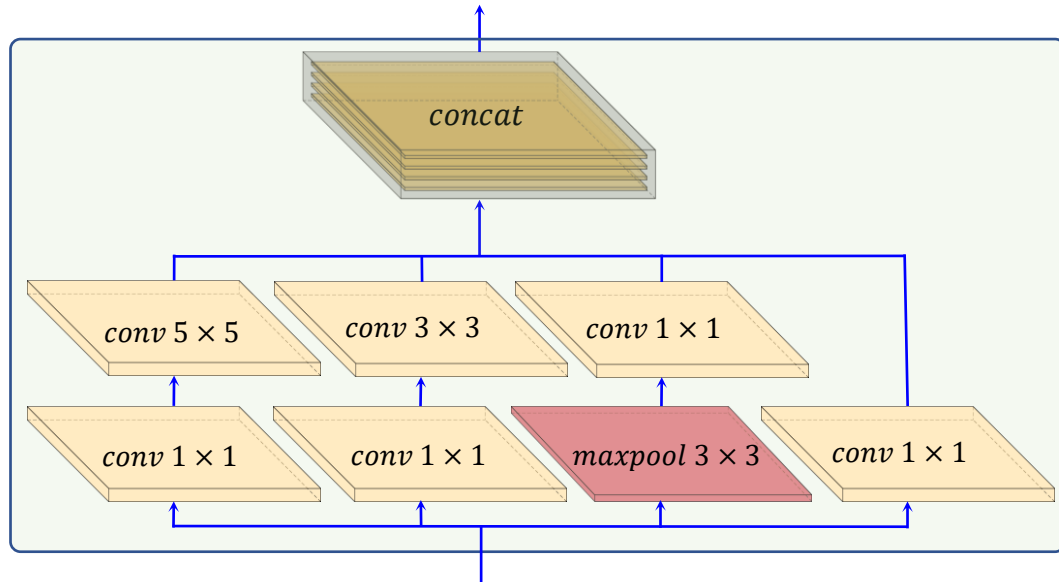 concat
conv 5 × 5
conv 3 × 3
conv 1 × 1
conv 1 × 1
conv 1 × 1
maxpool 3 × 3
conv 1 × 1